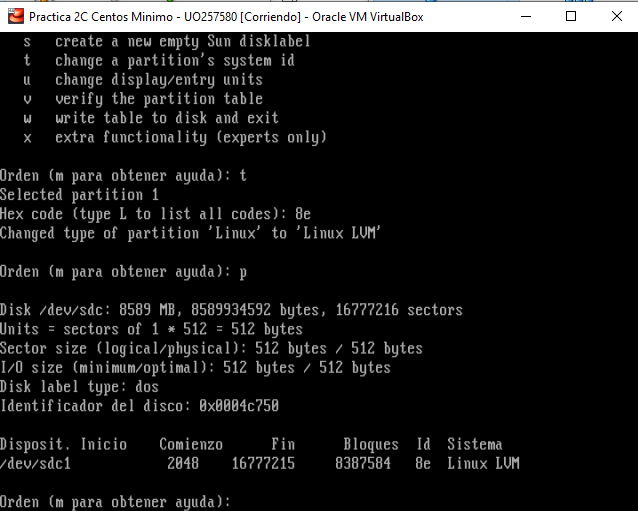 Practica 2C Centos Minimo - UO257580 [Corriendo] - Oracle VM VirtualBox
s create a new empty Sun disklabel
t change a partition's system id
u change display/entry units
v verify the partition table
w write table to disk and exit
x extra functionality (experts only)
Orden (m para obtener ayuda): t
Selected partition 1
Hex code (type L to list all codes): 8e
Changed type of partition 'Linux' to 'Linux LVM'
Orden (m para obtener ayuda): p
Disk /dev/sdc: 8589 MB, 8589934592 bytes, 16777216 sectors
Units = sectors of 1 * 512 = 512 bytes
Sector size (logical/physical): 512 bytes / 512 bytes
I/O size (minimum/optimal): 512 bytes / 512 bytes
Disk label type: dos
Identificador del disco: 0x0004c750
Disposit. Inicio Comienzo Fin Bloques Id Sistema
/dev/sdc1 2048 16777215 8387584 8e Linux LVM
Orden (m para obtener ayuda):